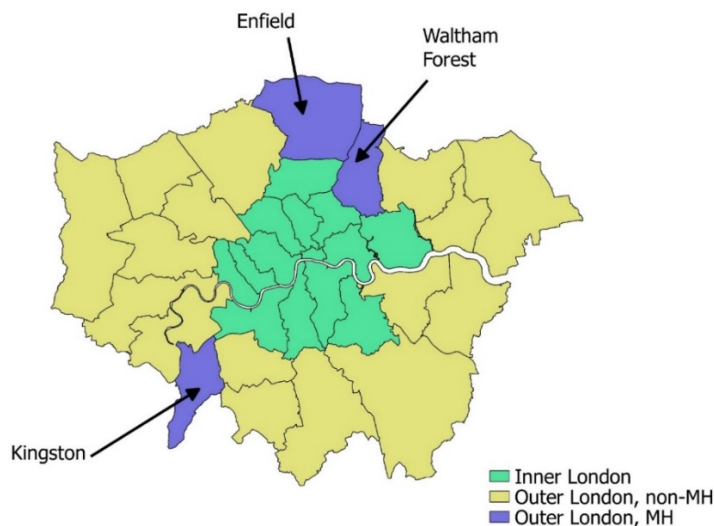 Enfield
Waltham
Forest
Kingston
Inner London
Outer London, non-MH
Outer London, MH